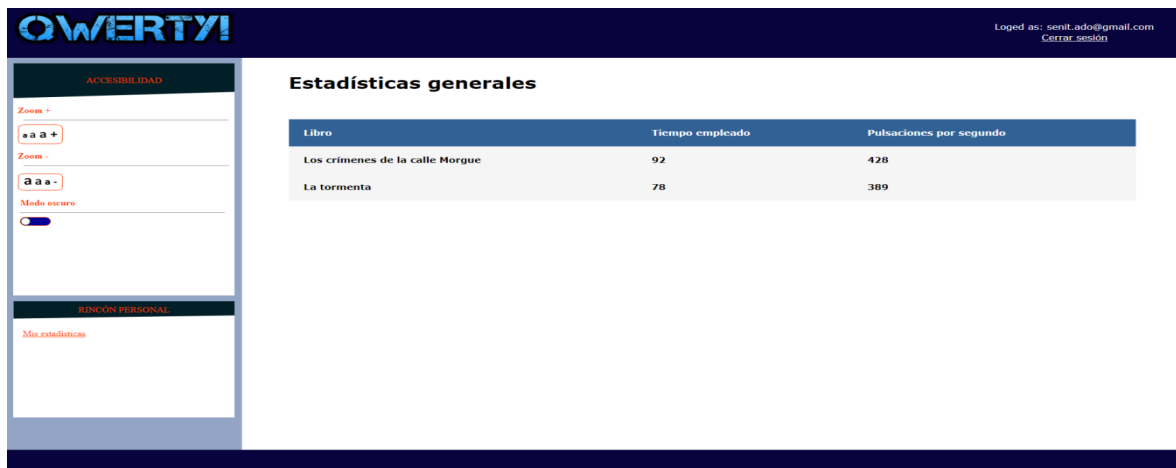 QWERTY!
Loged as: senit.ado@gmail.com
Cerrar sesión
ACCESIBILIDAD
Zoom +
a a a +
Zoom -
a a a -
Modo oscuro
RINCÓN PERSONAL
Mis estadísticas
Estadísticas generales
Libro Tiempo empleado Pulsaciones por segundo
Los crímenes de la calle Morgue 92 428
La tormenta 78 389